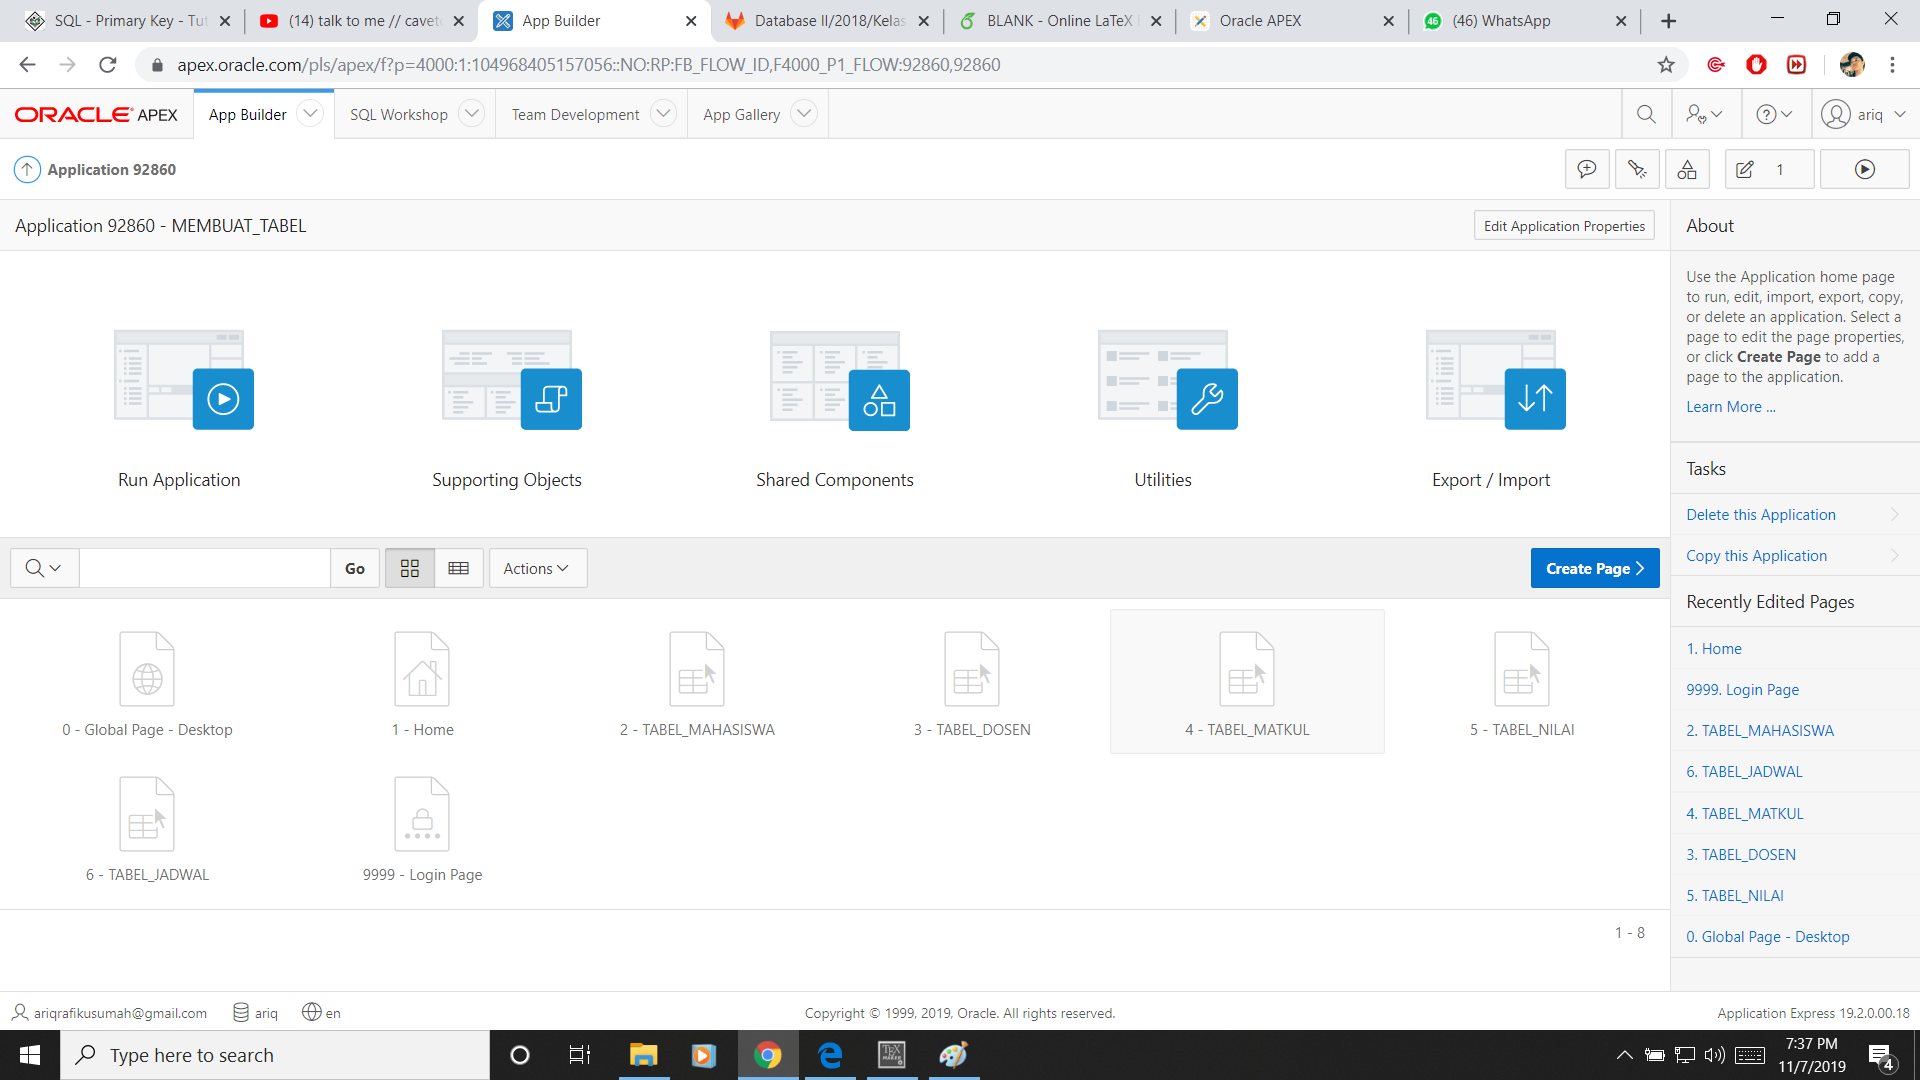 SQL - Primary Key - Tut
(14) talk to me // cavet
App Builder
Database II/2018/Kelas
BLANK - Online LaTeX
Oracle APEX
46
(46) WhatsApp
apex.oracle.com/pls/apex/f?p=4000:1:104968405157056::NO:RP:FB_FLOW_ID,F4000_P1_FLOW:92860,92860
ORACLE APEX
App Builder
SQL Workshop
Team Development
App Gallery
ariq
Application 92860
1
Application 92860 - MEMBUAT_TABEL
Edit Application Properties
Run Application
Supporting Objects
Shared Components
Utilities
Export / Import
Go
Actions
Create Page
0 - Global Page - Desktop
1 - Home
2 - TABEL_MAHASISWA
3 - TABEL_DOSEN
4 - TABEL_MATKUL
5 - TABEL_NILAI
6 - TABEL_JADWAL
9999 - Login Page
1 - 8
About
Use the Application home page
to run, edit, import, export, copy,
or delete an application. Select a
page to edit the page properties,
or click Create Page to add a
page to the application.
Learn More ...
Tasks
Delete this Application
Copy this Application
Recently Edited Pages
1. Home
9999. Login Page
2. TABEL_MAHASISWA
6. TABEL_JADWAL
4. TABEL_MATKUL
3. TABEL_DOSEN
5. TABEL_NILAI
0. Global Page - Desktop
ariqrafikusumah@gmail.com
ariq
en
Copyright © 1999, 2019, Oracle. All rights reserved.
Application Express 19.2.0.00.18
Type here to search
TEX
MAKER
7:37 PM
11/7/2019
4